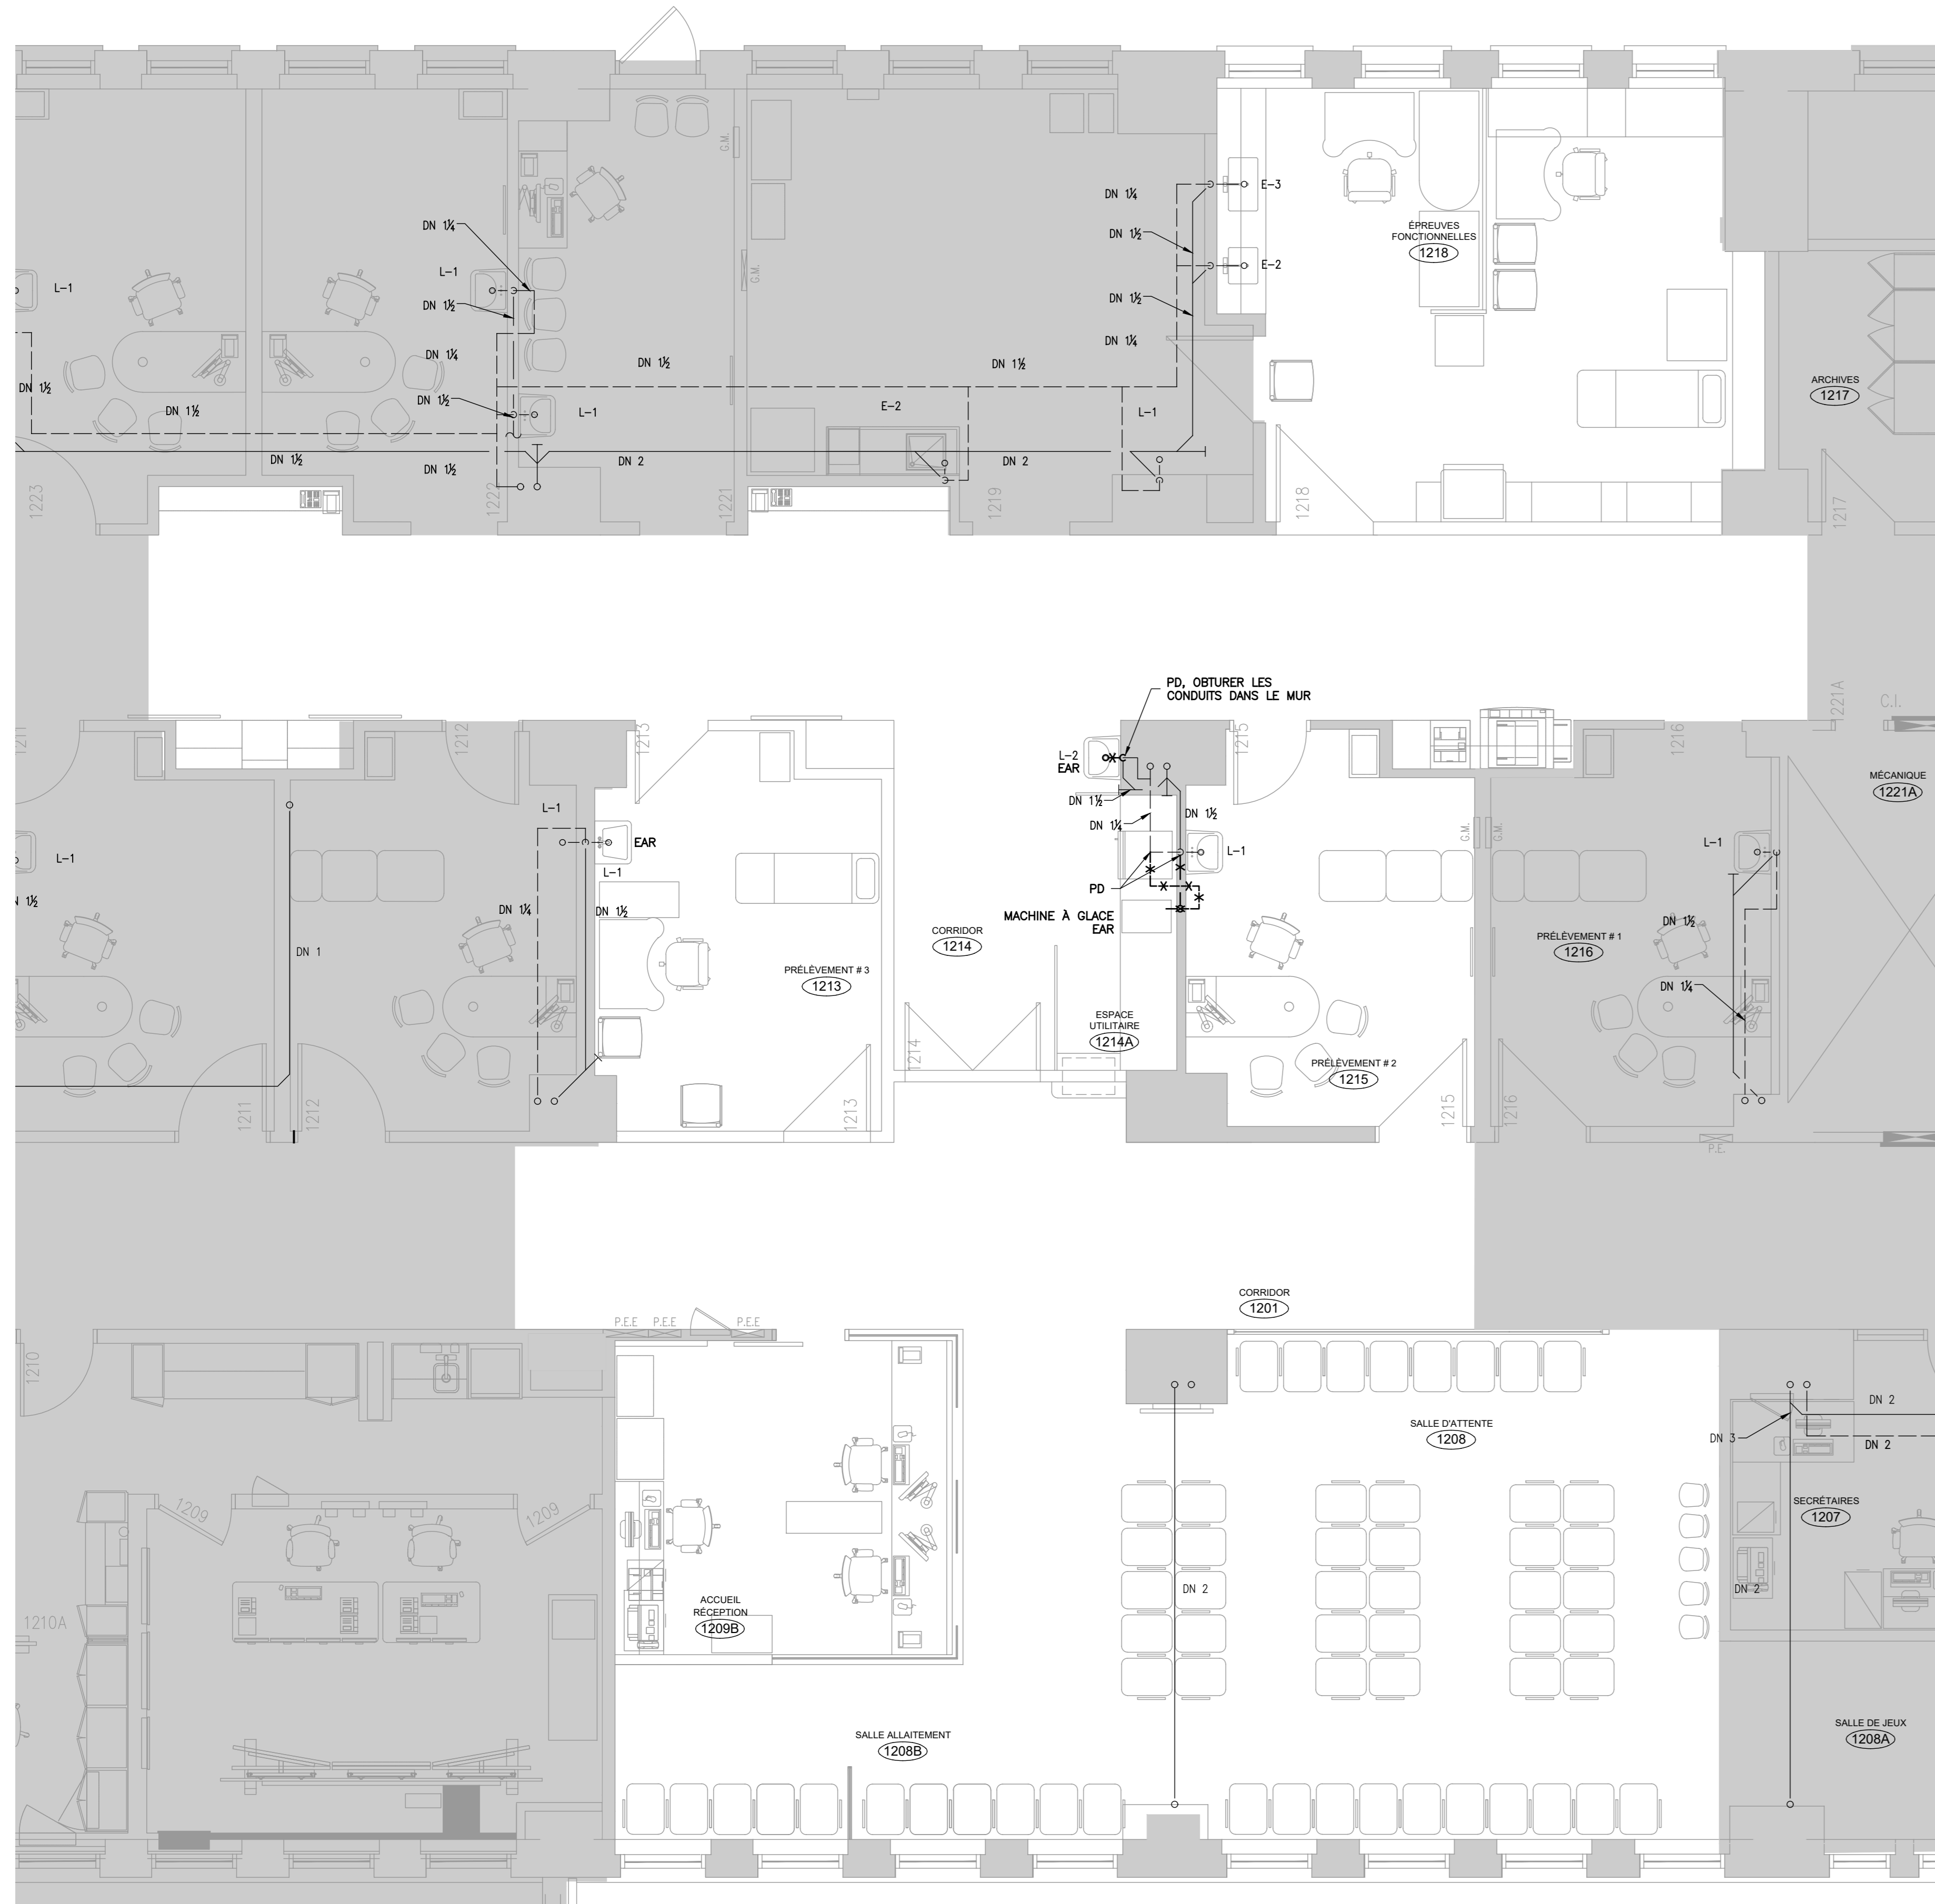 G.M.
DN 1¼
E-3
DN 1½
E-2
ÉPREUVES
FONCTIONNELLES
1218
DN 1¼
L-1
DN 1½
L-1
G.M.
DN 1½
DN 1¼
DN 1¼
DN 1½
DN 1½
DN 1½
DN 1½
DN 1½
L-1
E-2
L-1
ARCHIVES
1217
DN 1½
DN 1½
DN 2
DN 2
1223
1222
1221
1219
1218
1217
PD, OBTURER LES
CONDUITS DANS LE MUR
1221A
C.I.
1211
1212
1213
1215
1216
L-2
EAR
MÉCANIQUE
1221A
DN 1½
DN 1¼
DN 1½
L-1
EAR
L-1
L-1
L-1
G.M.
G.M.
L-1
PD
DN 1½
DN 1¼
DN 1½
MACHINE À GLACE
EAR
DN 1½
DN 1
CORRIDOR
1214
PRÉLÈVEMENT # 1
1216
PRÉLÈVEMENT # 3
1213
DN 1¼
ESPACE
UTILITAIRE
1214A
PRÉLÈVEMENT # 2
1215
1211
1212
1213
1214
1215
1216
P.E.
CORRIDOR
1201
P.E.E
P.E.E
P.E.E
1210
SALLE D'ATTENTE
1208
DN 2
DN 3
DN 2
1209
1209
SECRÉTAIRES
1207
ACCUEIL
RÉCEPTION
1209B
DN 2
DN 2
1210A
SALLE ALLAITEMENT
1208B
SALLE DE JEUX
1208A